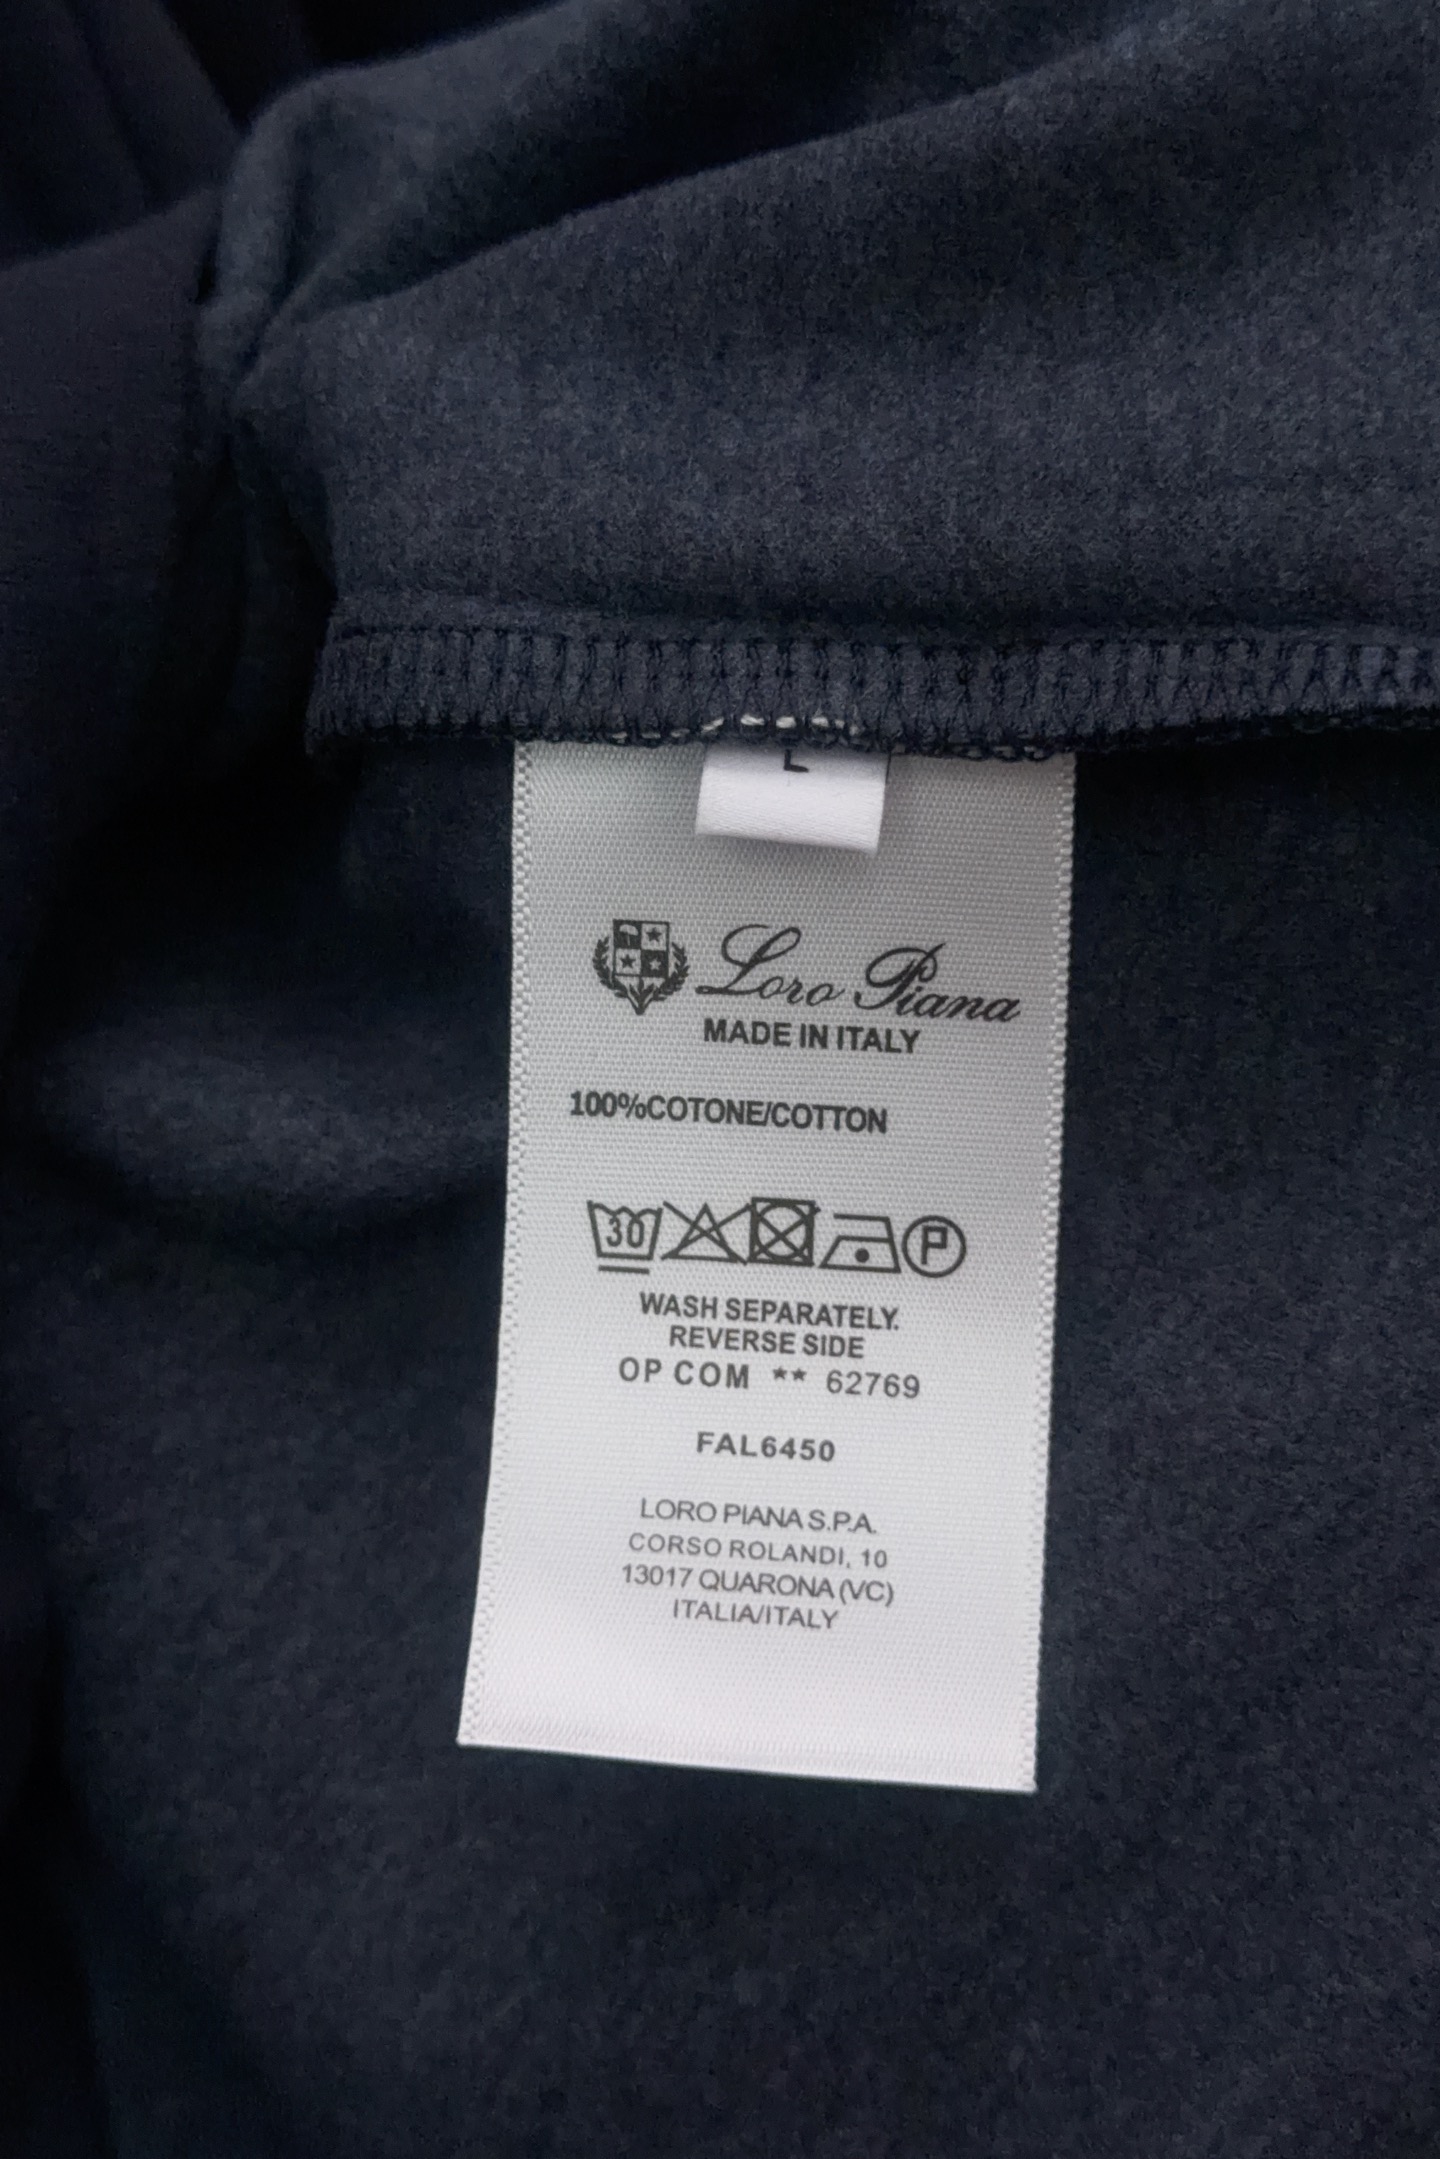 L
Loro Piana
MADE IN ITALY
100%COTONE/COTTON
30
P
WASH SEPARATELY.
REVERSE SIDE
OP COM ** 62769
FAL6450
LORO PIANA S.P.A.
CORSO ROLANDI, 10
13017 QUARONA (VC)
ITALIA/ITALY